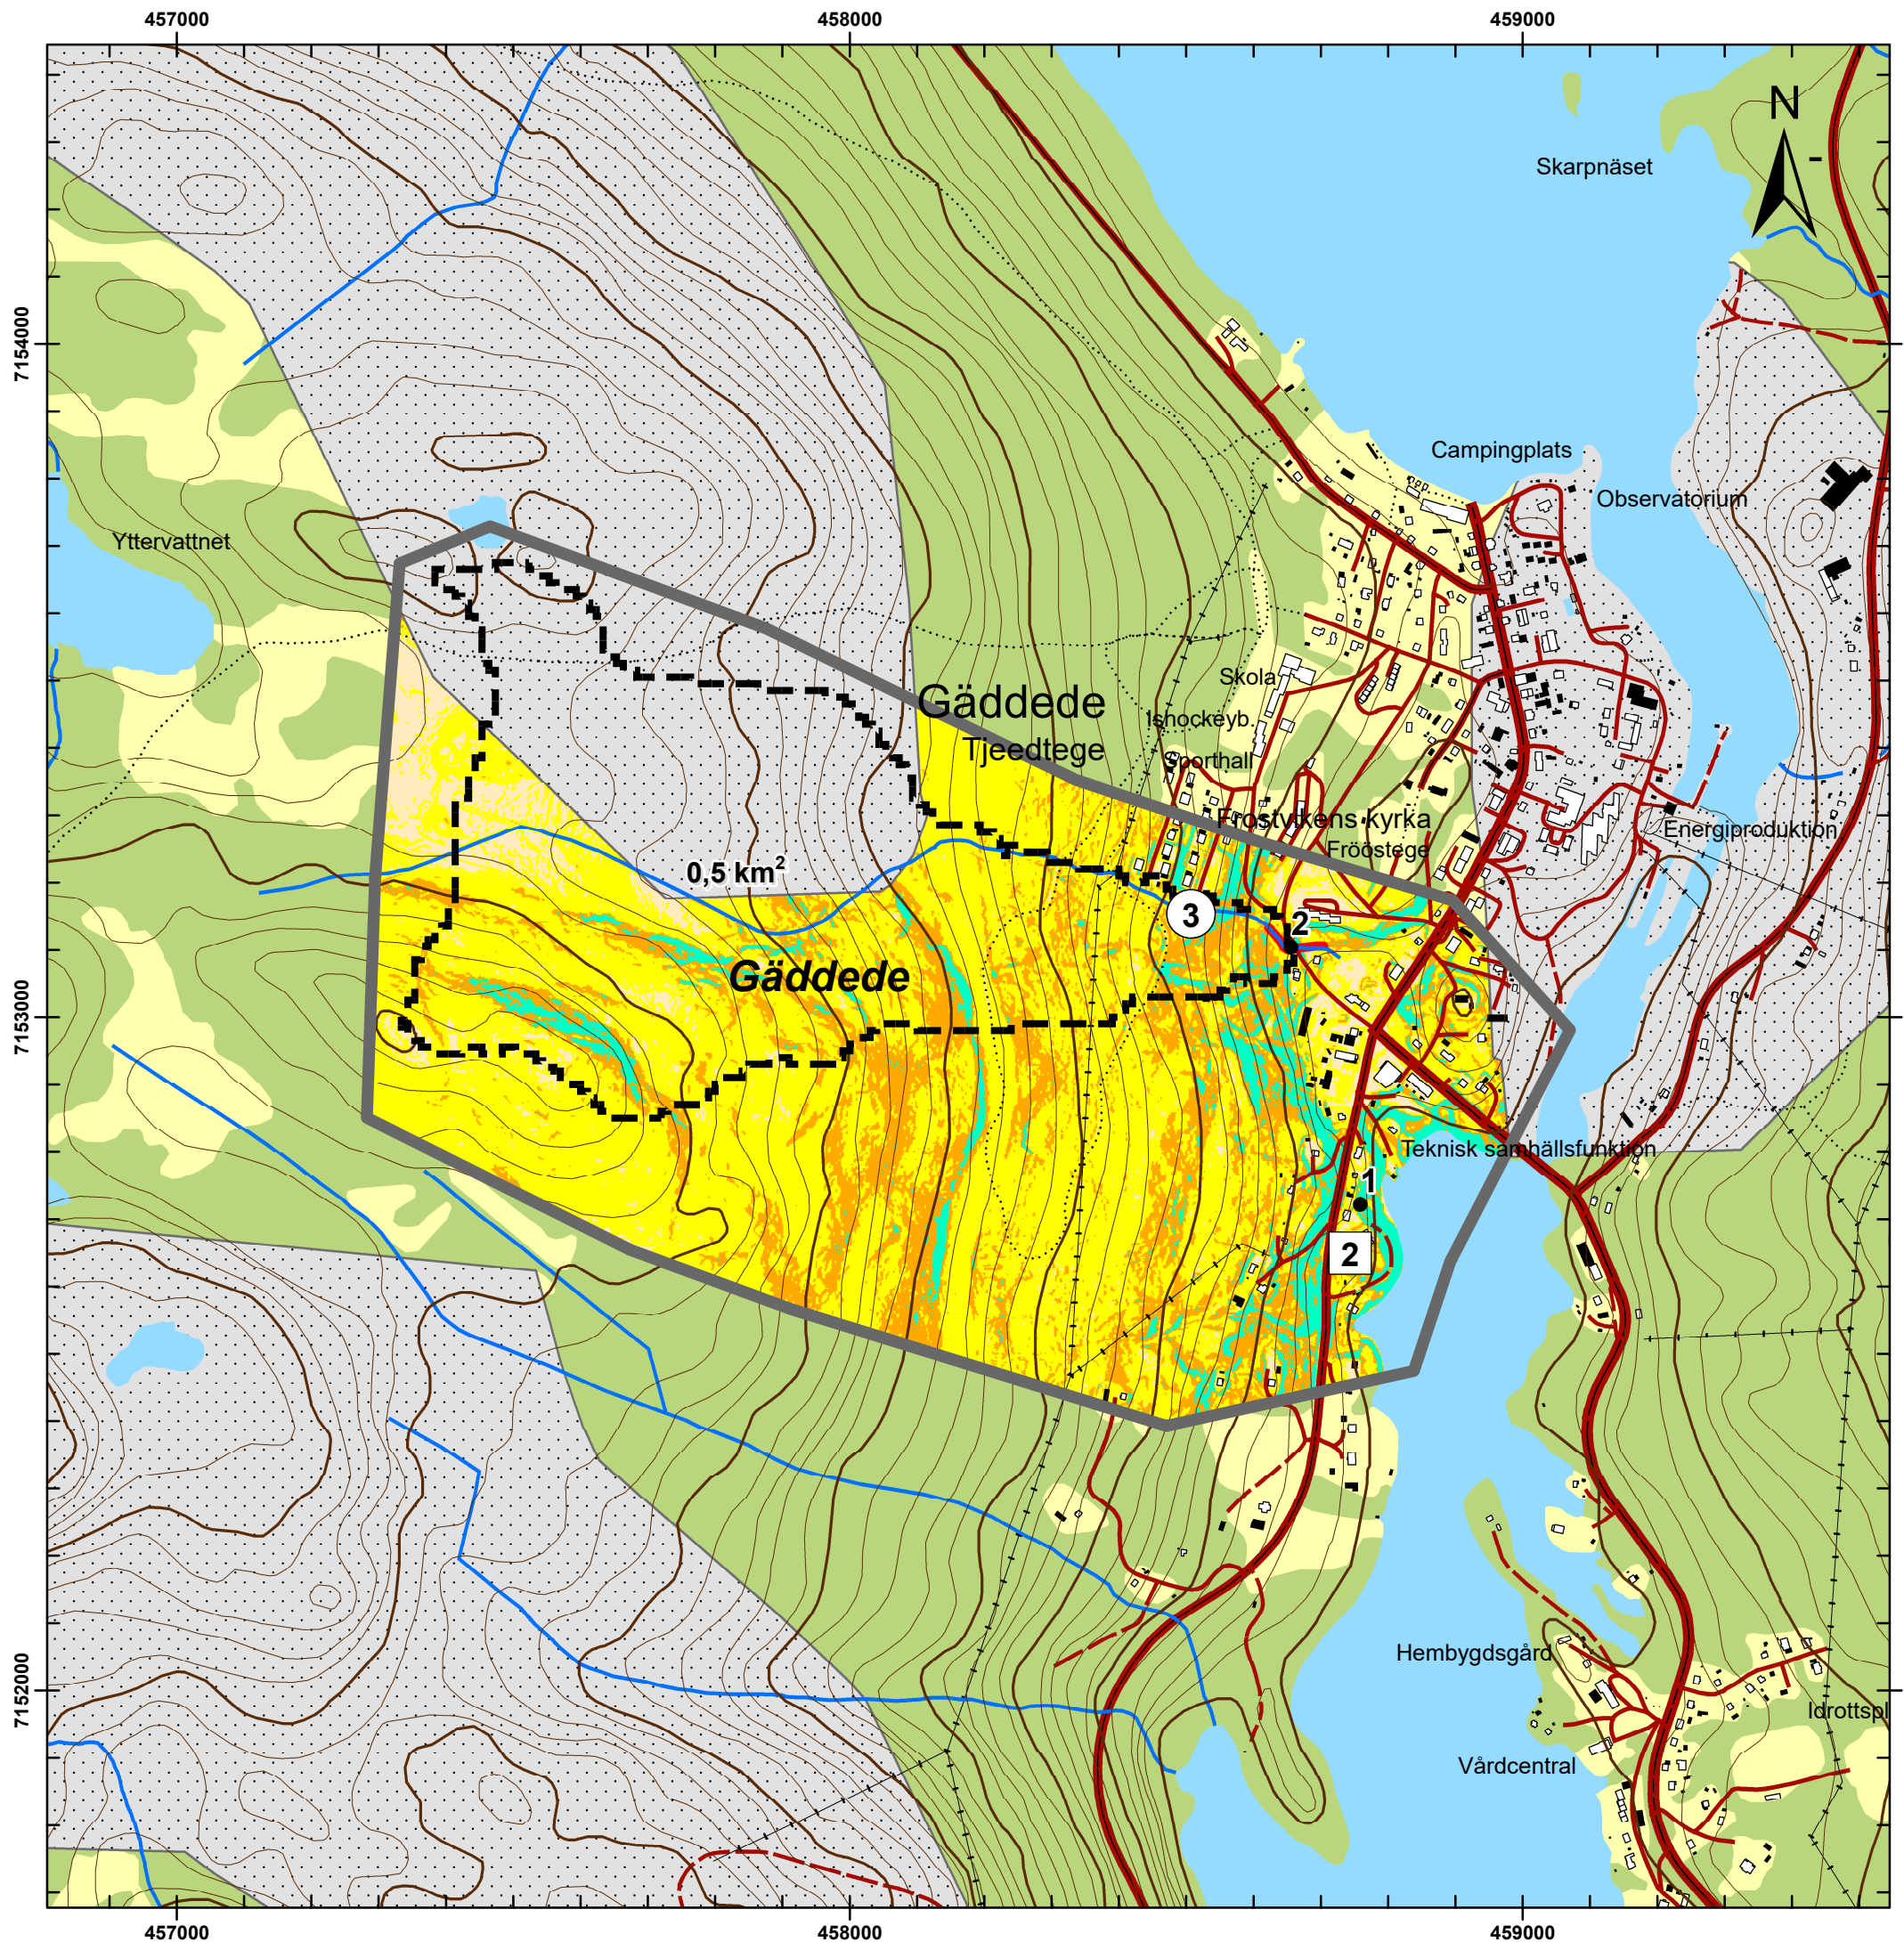 457000
458000
459000
N
Skarpnäset
7154000
Campingplats
Observatorium
Yttervattnet
Skola
Gäddede
Ishockeyb.
Tjeedtege
Sporthall
Frostvikens kyrka
Energiproduktion
Frööstege
0,5 km²
3
2
Gäddede
7153000
Teknisk samhällsfunktion
1
2
Hembygdsgård
7152000
Idrottspl
Vårdcentral
457000
458000
459000